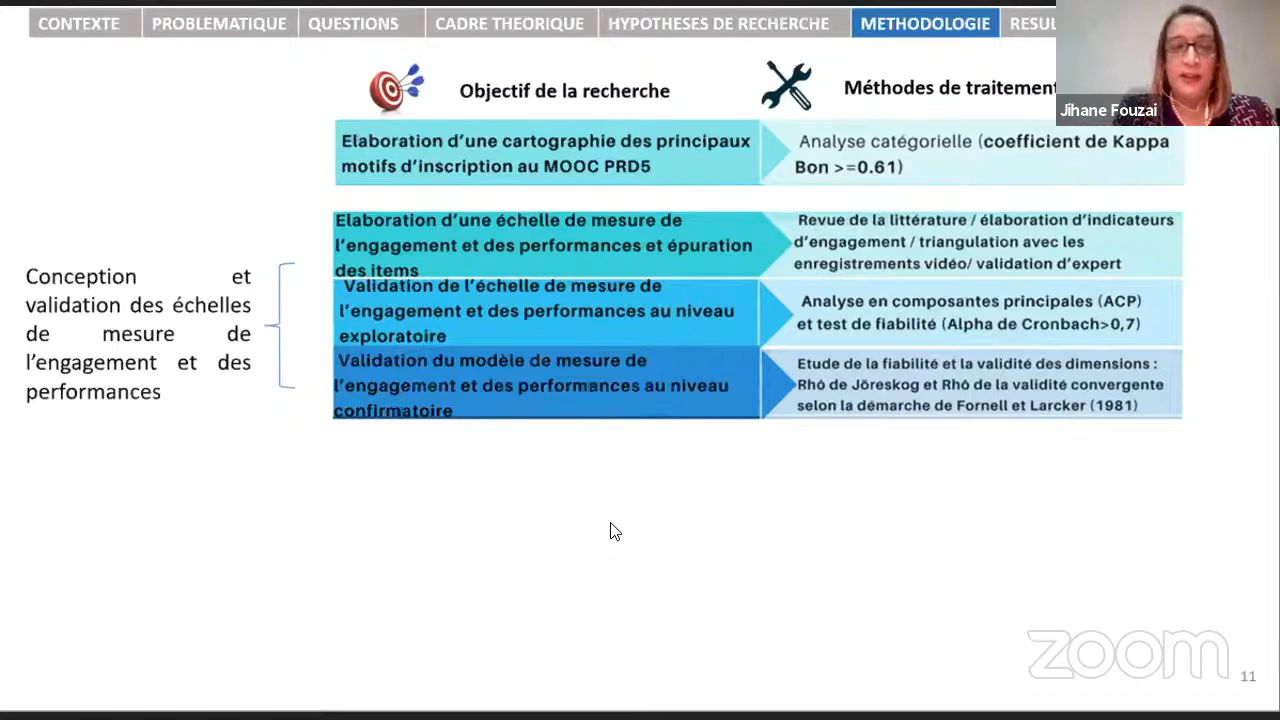 CONTEXTE PROBLEMATIQUE QUESTIONS CADRE THEORIQUE HYPOTHESES DE RECHERCHE METHODOLOGIE RESUL
Jihane Fouzai
Objectif de la recherche
Méthodes de traitement
Elaboration d’une cartographie des principaux
motifs d’inscription au MOOC PRD5
Analyse catégorielle (coefficient de Kappa
Bon >=0.61)
Elaboration d’une échelle de mesure de
l’engagement et des performances et épuration
des items
Revue de la littérature / élaboration d’indicateurs
d’engagement / triangulation avec les
enregistrements vidéo/ validation d’expert
Conception et
validation des échelles
de mesure de
l’engagement et des
performances
Validation de l’échelle de mesure de
l’engagement et des performances au niveau
exploratoire
Analyse en composantes principales (ACP)
et test de fiabilité (Alpha de Cronbach>0,7)
Validation du modèle de mesure de
l’engagement et des performances au niveau
confirmatoire
Etude de la fiabilité et la validité des dimensions :
Rhó de Jöreskog et Rhó de la validité convergente
selon la démarche de Fornell et Larcker (1981)
zoom
11